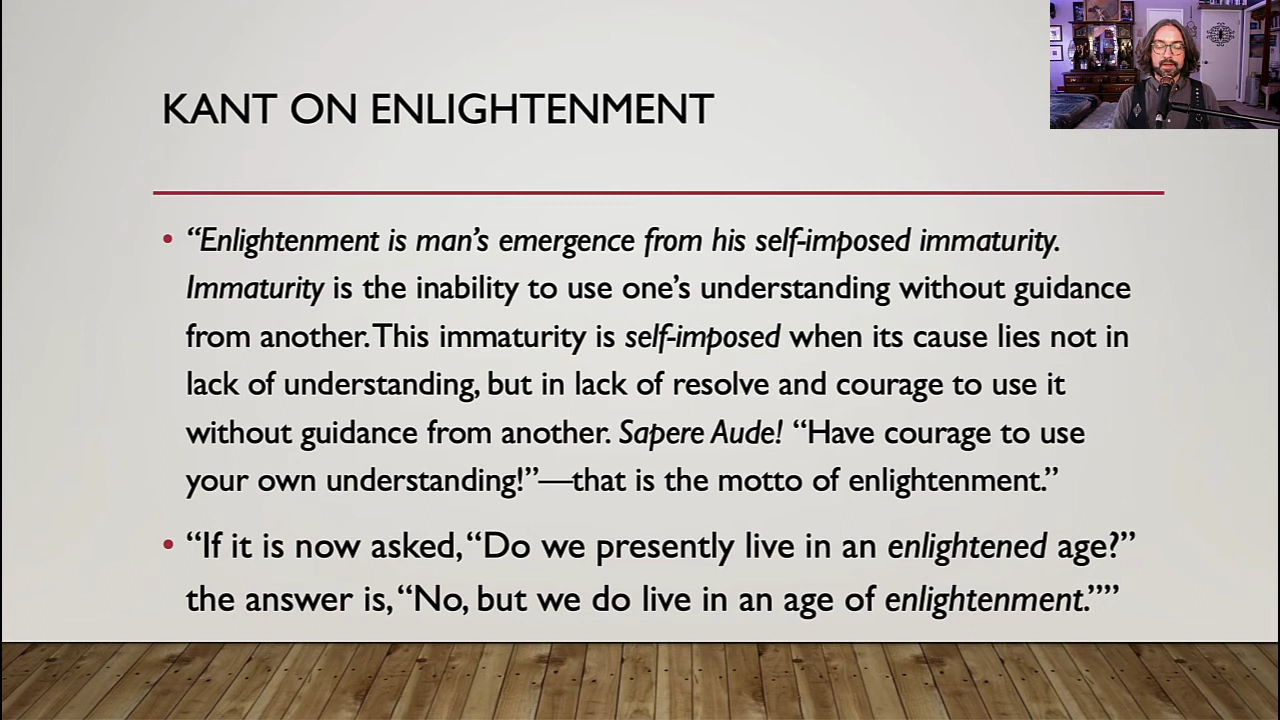 KANT ON ENLIGHTENMENT
• “Enlightenment is man’s emergence from his self-imposed immaturity.
Immaturity is the inability to use one’s understanding without guidance
from another. This immaturity is self-imposed when its cause lies not in
lack of understanding, but in lack of resolve and courage to use it
without guidance from another. Sapere Aude! “Have courage to use
your own understanding!”—that is the motto of enlightenment.”
• “If it is now asked, “Do we presently live in an enlightened age?”
the answer is, “No, but we do live in an age of enlightenment.””